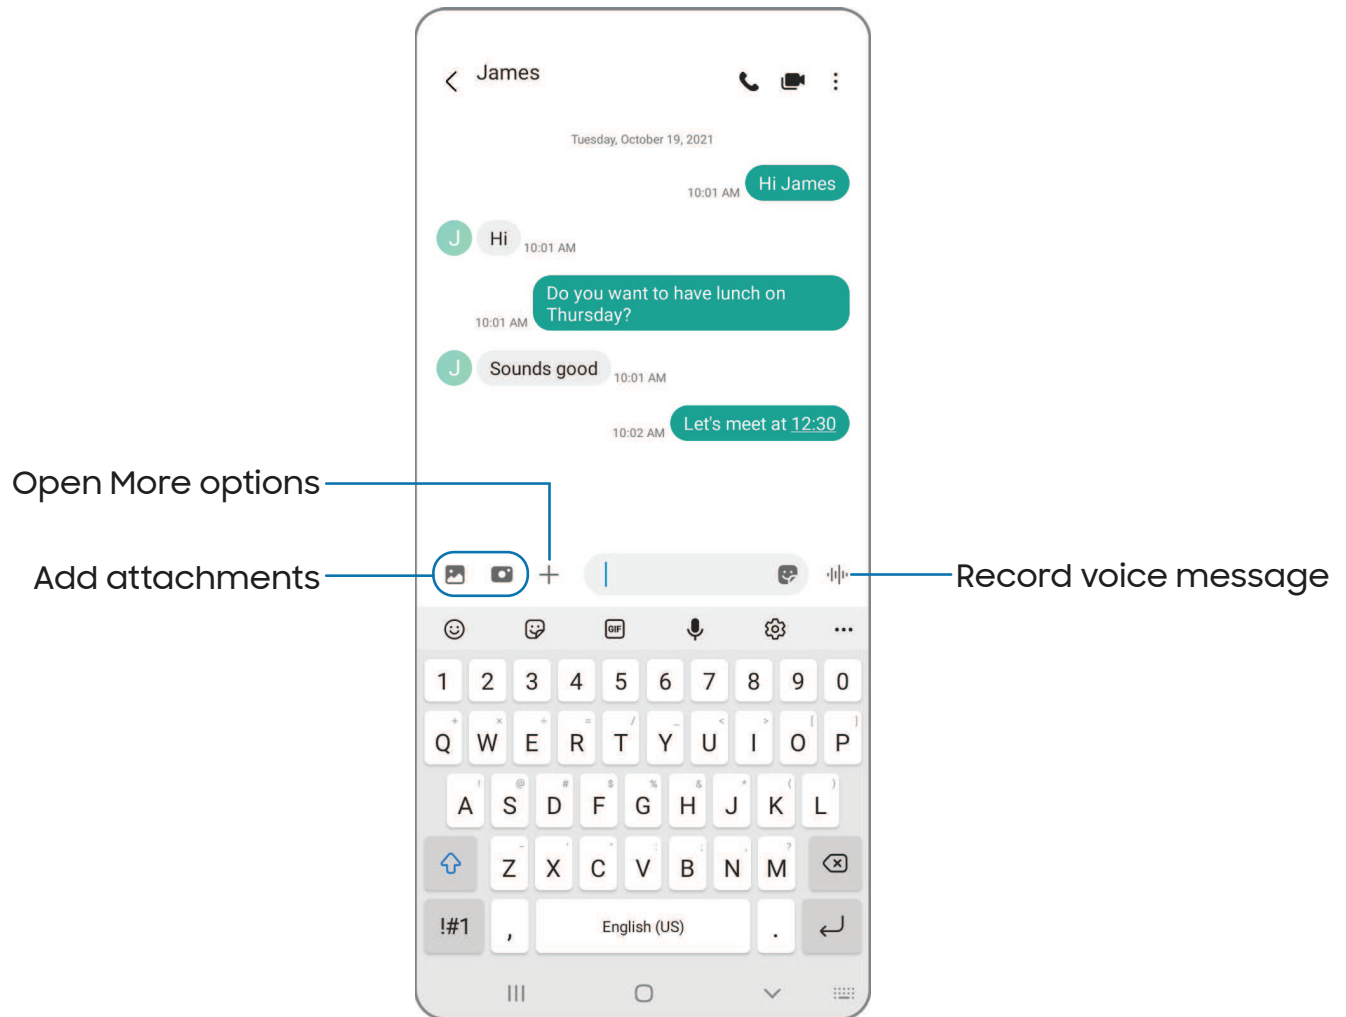 James
Tuesday, October 19, 2021
10:01 AM Hi James
J Hi 10:01 AM
Do you want to have lunch on
10:01 AM Thursday?
J Sounds good 10:01 AM
10:02 AM Let's meet at 12:30
Open More options
Add attachments
Record voice message
GIF
1 2 3 4 5 6 7 8 9 0
+ × ÷ = / _ < > [ ]
Q W E R T Y U I O P
! @ # $ % & * ( )
A S D F G H J K L
- ' " : ; , ?
Z X C V B N M
!#1 , English (US) .